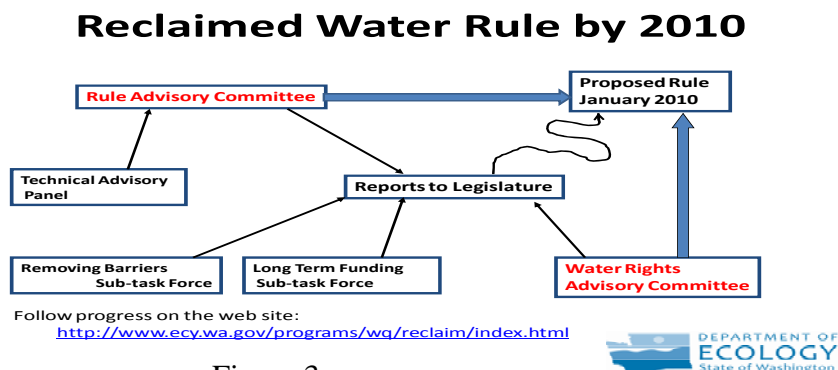 Reclaimed Water Rule by 2010
Rule Advisory Committee
Proposed Rule
January 2010
Technical Advisory
Panel
Reports to Legislature
Removing Barriers
Sub-task Force
Long Term Funding
Sub-task Force
Water Rights
Advisory Committee
Follow progress on the web site:
http://www.ecy.wa.gov/programs/wq/reclaim/index.html
DEPARTMENT OF
ECOLOGY
State of Washington